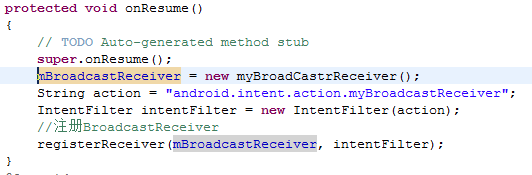 protected void onResume()
{
// TODO Auto-generated method stub
super.onResume();
mBroadcastReceiver = new myBroadCastrReceiver();
String action = "android.intent.action.myBroadcastReceiver";
IntentFilter intentFilter = new IntentFilter(action);
//注册BroadcastReceiver
registerReceiver(mBroadcastReceiver, intentFilter);
}